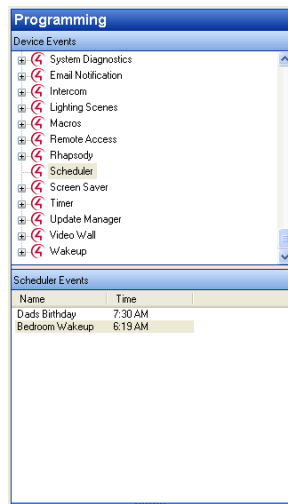 Programming
Device Events
System Diagnostics
Email Notification
Intercom
Lighting Scenes
Macros
Remote Access
Rhapsody
Scheduler
Screen Saver
Timer
Update Manager
Video Wall
Wakeup
Scheduler Events
Name Time
Dads Birthday 7:30 AM
Bedroom Wakeup 6:19 AM